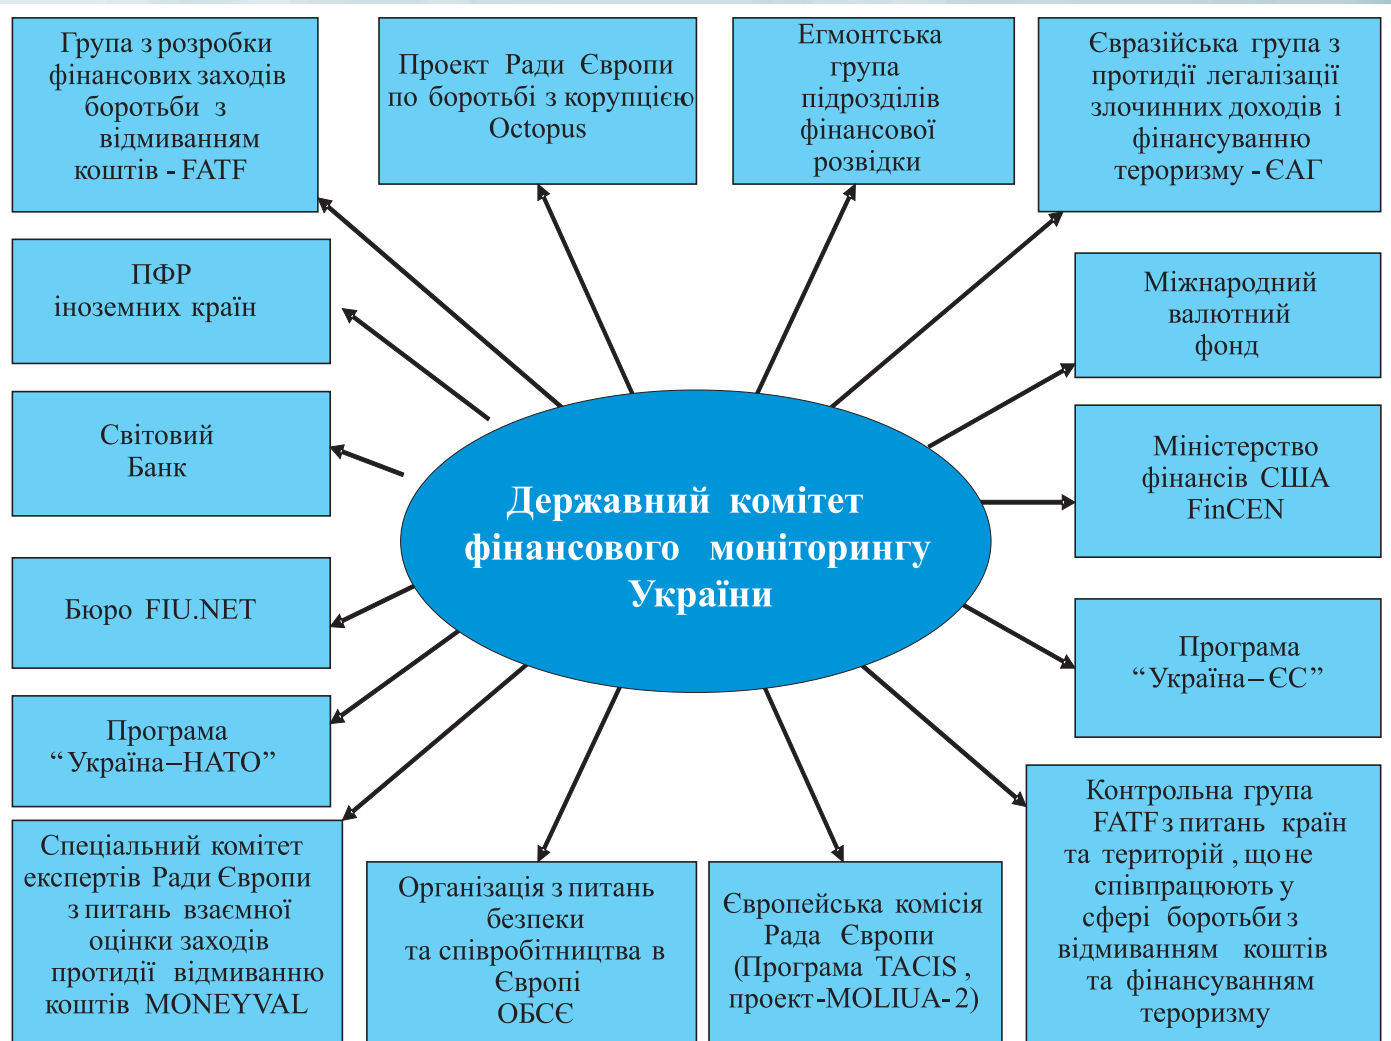 Група з розробки
фінансових заходів
боротьби з
відмиванням
коштів - FATF
Проект Ради Європи
по боротьбі з корупцією
Octopus
Егмонтська
група
підрозділів
фінансової
розвідки
Євразійська група з
протидії легалізації
злочинних доходів і
фінансуванню
тероризму - ЄАГ
ПФР
іноземних країн
Міжнародний
валютний
фонд
Світовий
Банк
Міністерство
фінансів США
FinCEN
Державний комітет
фінансового моніторингу
України
Бюро FIU.NET
Програма
“Україна–ЄС”
Програма
“Україна–НАТО”
Спеціальний комітет
експертів Ради Європи
з питань взаємної
оцінки заходів
протидії відмиванню
коштів MONEYVAL
Організація з питань
безпеки
та співробітництва в
Європі
ОБСЄ
Європейська комісія
Рада Європи
(Програма TACIS ,
проект-MOLIUA-2)
Контрольна група
FATF з питань країн
та територій , що не
співпрацюють у
сфері боротьби з
відмиванням коштів
та фінансуванням
тероризму